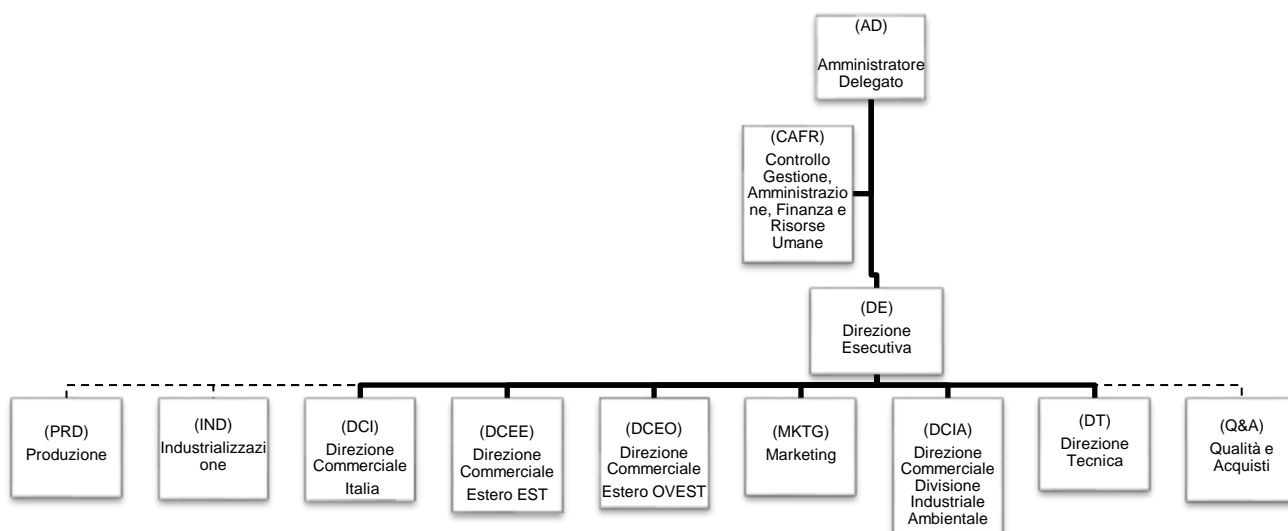 (AD)
Amministratore
Delegato
(CAFR)
Controllo
Gestione,
Amministrazio
ne, Finanza e
Risorse
Umane
(DE)
Direzione
Esecutiva
(PRD)
Produzione
(IND)
Industrializzazi
one
(DCI)
Direzione
Commerciale
Italia
(DCEE)
Direzione
Commerciale
Estero EST
(DCEO)
Direzione
Commerciale
Estero OVEST
(MKTG)
Marketing
(DCIA)
Direzione
Commerciale
Divisione
Industriale
Ambientale
(DT)
Direzione
Tecnica
(Q&A)
Qualità e
Acquisti